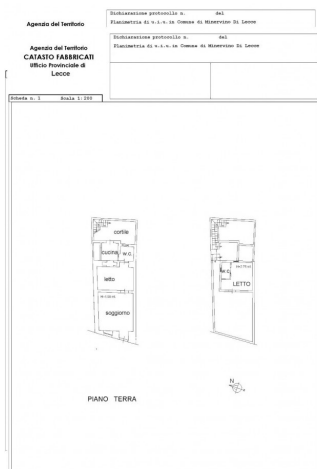 Agenzia del Territorio
Dichiarazione protocollo n. del
Planimetria di u.i.u. in Comune di Minervino Di Lecce
Agenzia del Territorio
CATASTO FABBRICATI
Ufficio Provinciale di
Lecce
Dichiarazione protocollo n. del
Planimetria di u.i.u. in Comune di Minervino Di Lecce
Scheda n. 1 Scala 1:200
cortile
cucina
w.c.
letto
soggiorno
w.c.
LETTO
N
PIANO TERRA